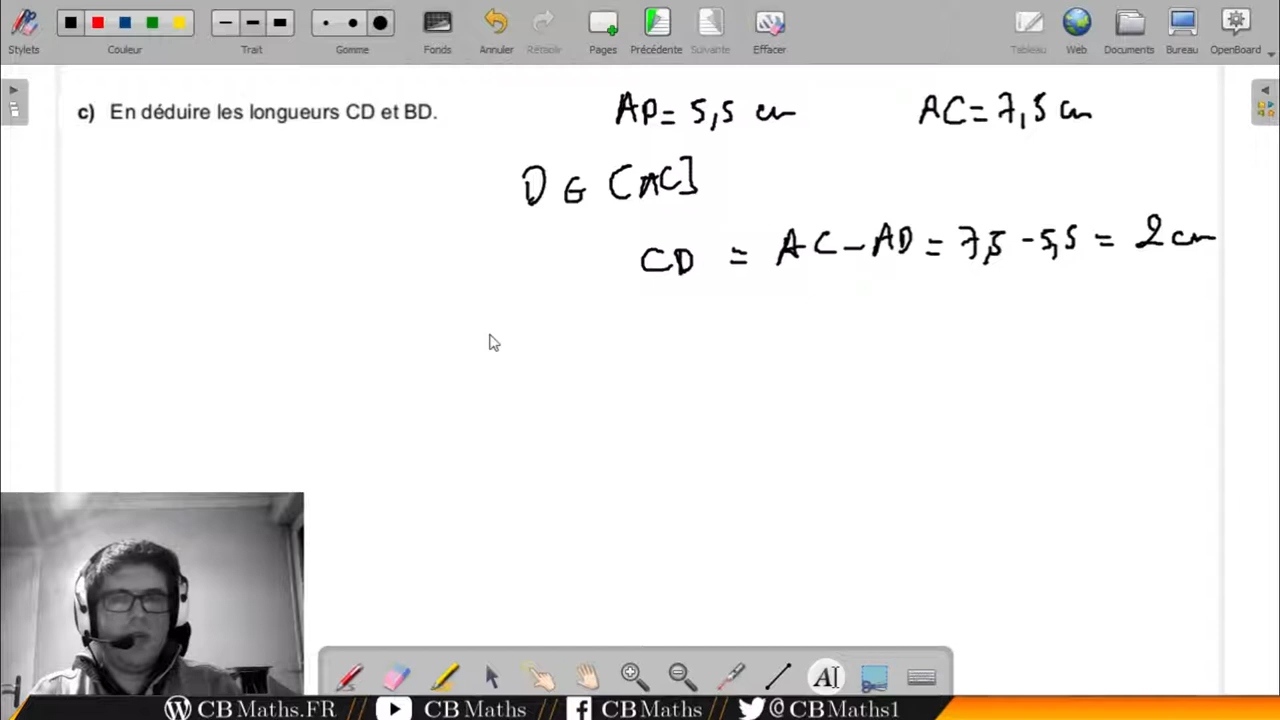 Stylets
Couleur
Trait
Gomme
Fonds
Annuler
Rétablir
Pages
Précédente
Suivante
Effacer
Tableau
Web
Documents
Bureau
OpenBoard
c) En déduire les longueurs CD et BD.
AD = 5,5 cm
AC = 7,5 cm
D ∈ [AC]
CD = AC - AD = 7,5 - 5,5 = 2 cm
AI
CBMaths.FR
CBMaths
CBMaths
@CBMaths1